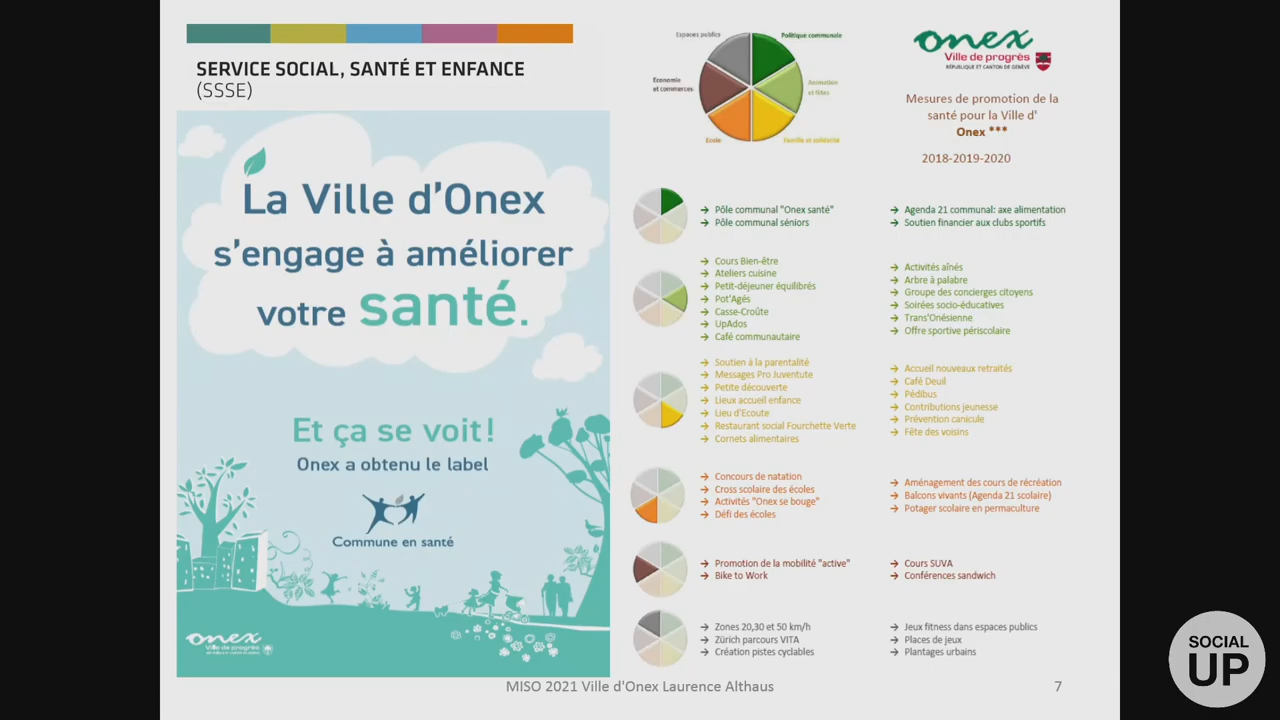 SERVICE SOCIAL, SANTÉ ET ENFANCE
(SSSE)
La Ville d'Onex
s'engage à améliorer
votre santé.
Et ça se voit!
Onex a obtenu le label
Commune en santé
onex
Ville de progrès
Espaces publics
Politique communale
Economie
et commerces
Animation
et fêtes
Ecole
Famille et solidarité
onex
Ville de progrès
RÉPUBLIQUE ET CANTON DE GENÈVE
Mesures de promotion de la
santé pour la Ville d'
Onex ***
2018-2019-2020
→ Pôle communal "Onex santé"
→ Pôle communal séniors
→ Agenda 21 communal: axe alimentation
→ Soutien financier aux clubs sportifs
→ Cours Bien-être
→ Ateliers cuisine
→ Petit-déjeuner équilibrés
→ Pot'Agés
→ Casse-Croûte
→ UpAdos
→ Café communautaire
→ Activités aînés
→ Arbre à palabre
→ Groupe des concierges citoyens
→ Soirées socio-éducatives
→ Trans'Onésienne
→ Offre sportive périscolaire
→ Soutien à la parentalité
→ Messages Pro Juventute
→ Petite découverte
→ Lieux accueil enfance
→ Lieu d'Ecoute
→ Restaurant social Fourchette Verte
→ Cornets alimentaires
→ Accueil nouveaux retraités
→ Café Deuil
→ Pédibus
→ Contributions jeunesse
→ Prévention canicule
→ Fête des voisins
→ Concours de natation
→ Cross scolaire des écoles
→ Activités "Onex se bouge"
→ Défi des écoles
→ Aménagement des cours de récréation
→ Balcons vivants (Agenda 21 scolaire)
→ Potager scolaire en permaculture
→ Promotion de la mobilité "active"
→ Bike to Work
→ Cours SUVA
→ Conférences sandwich
→ Zones 20,30 et 50 km/h
→ Zürich parcours VITA
→ Création pistes cyclables
→ Jeux fitness dans espaces publics
→ Places de jeux
→ Plantages urbains
MISO 2021 Ville d'Onex Laurence Althaus
7
SOCIAL
UP